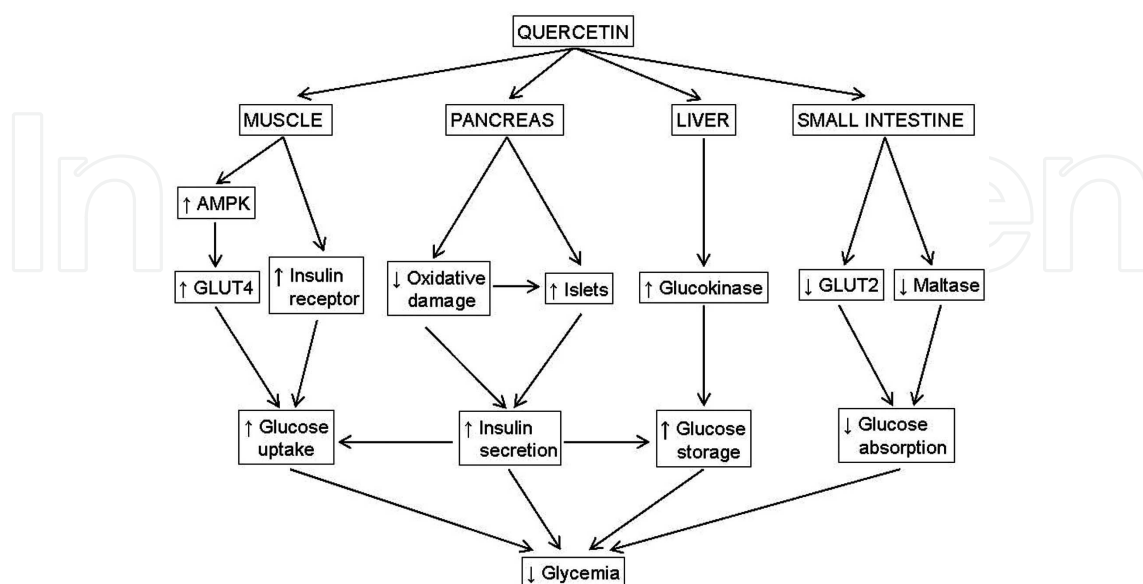 QUERCETIN
MUSCLE
PANCREAS
LIVER
SMALL INTESTINE
↑ AMPK
↑ GLUT4
↑ Insulin
receptor
↓ Oxidative
damage
↑ Islets
↑ Glucokinase
↓ GLUT2
↓ Maltase
↑ Glucose
uptake
↑ Insulin
secretion
↑ Glucose
storage
↓ Glucose
absorption
↓ Glycemia